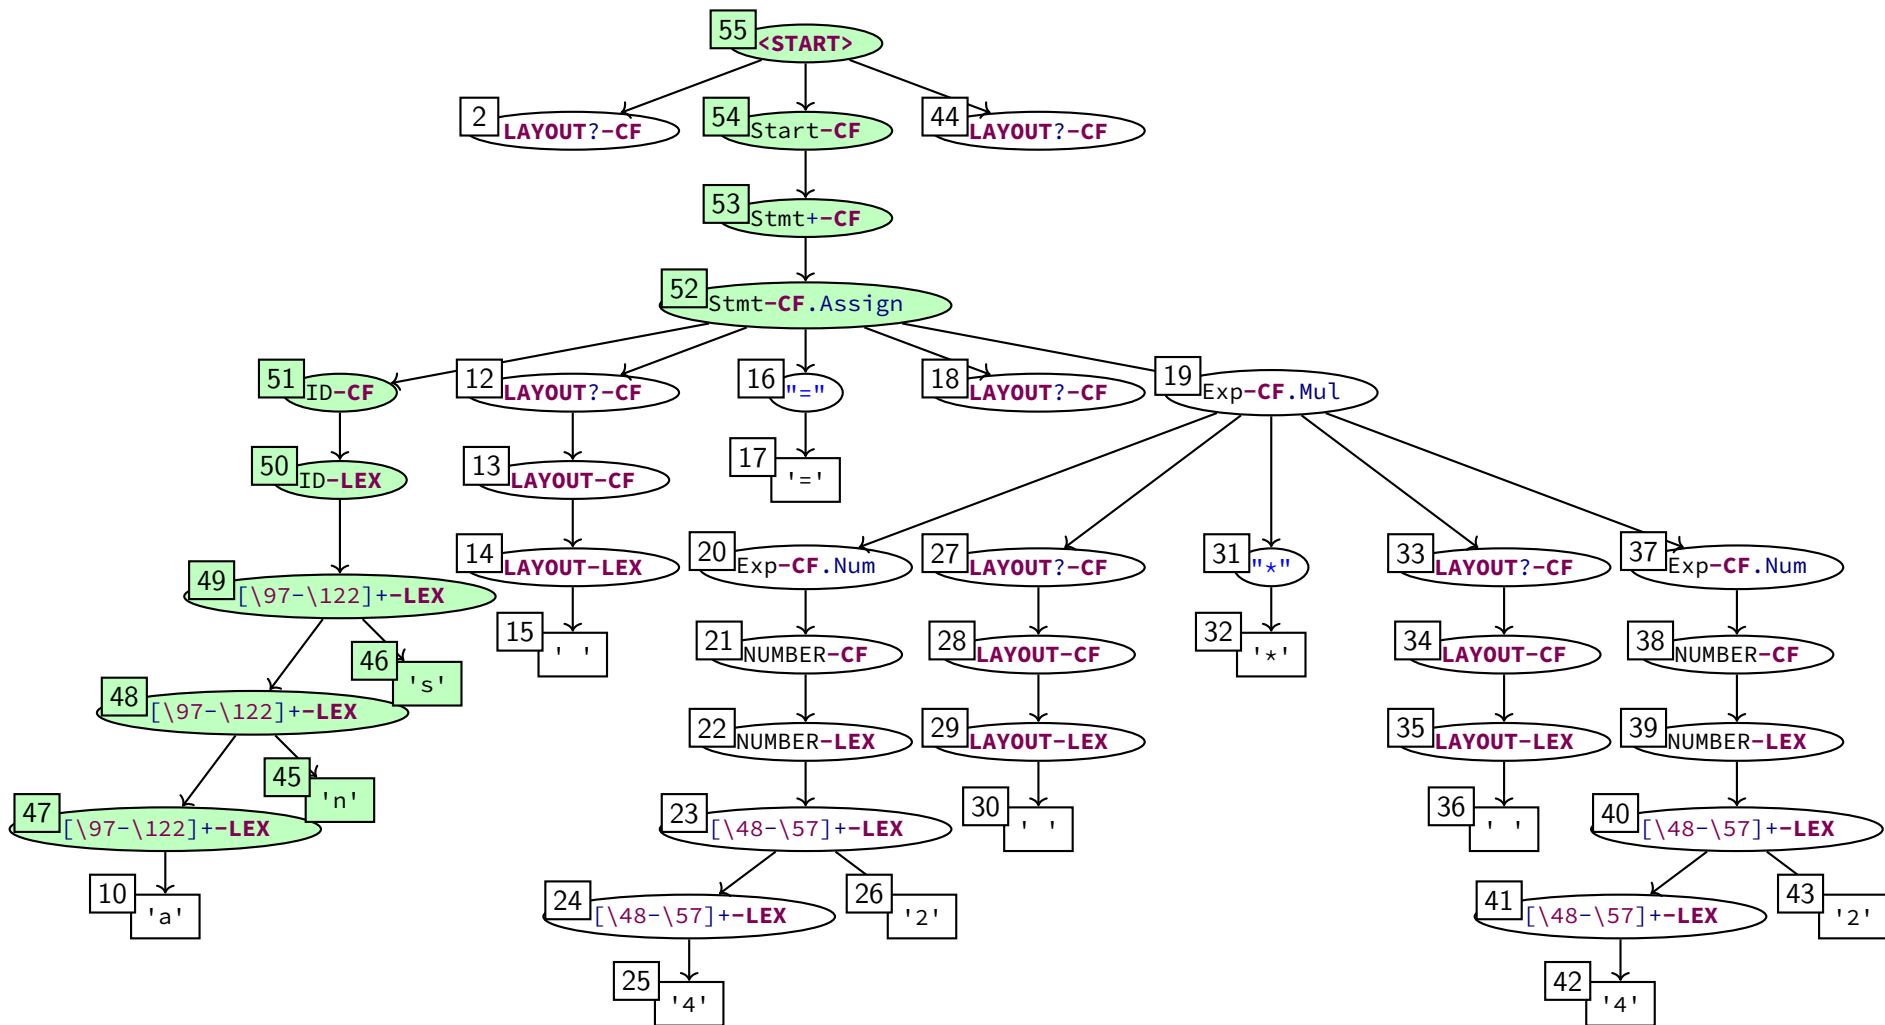 55 <START>
2 LAYOUT?-CF
54 Start-CF
44 LAYOUT?-CF
53 Stmt+-CF
52 Stmt-CF.Assign
51 ID-CF
12 LAYOUT?-CF
16 "="
18 LAYOUT?-CF
19 Exp-CF.Mul
50 ID-LEX
13 LAYOUT-CF
17 '='
49 [\97-\122]+-LEX
14 LAYOUT-LEX
20 Exp-CF.Num
27 LAYOUT?-CF
31 "*"
33 LAYOUT?-CF
37 Exp-CF.Num
46 's'
15 ' '
21 NUMBER-CF
28 LAYOUT-CF
32 '*'
34 LAYOUT-CF
38 NUMBER-CF
48 [\97-\122]+-LEX
22 NUMBER-LEX
29 LAYOUT-LEX
35 LAYOUT-LEX
39 NUMBER-LEX
45 'n'
47 [\97-\122]+-LEX
23 [\48-\57]+-LEX
30 ' '
36 ' '
40 [\48-\57]+-LEX
10 'a'
24 [\48-\57]+-LEX
26 '2'
41 [\48-\57]+-LEX
43 '2'
25 '4'
42 '4'